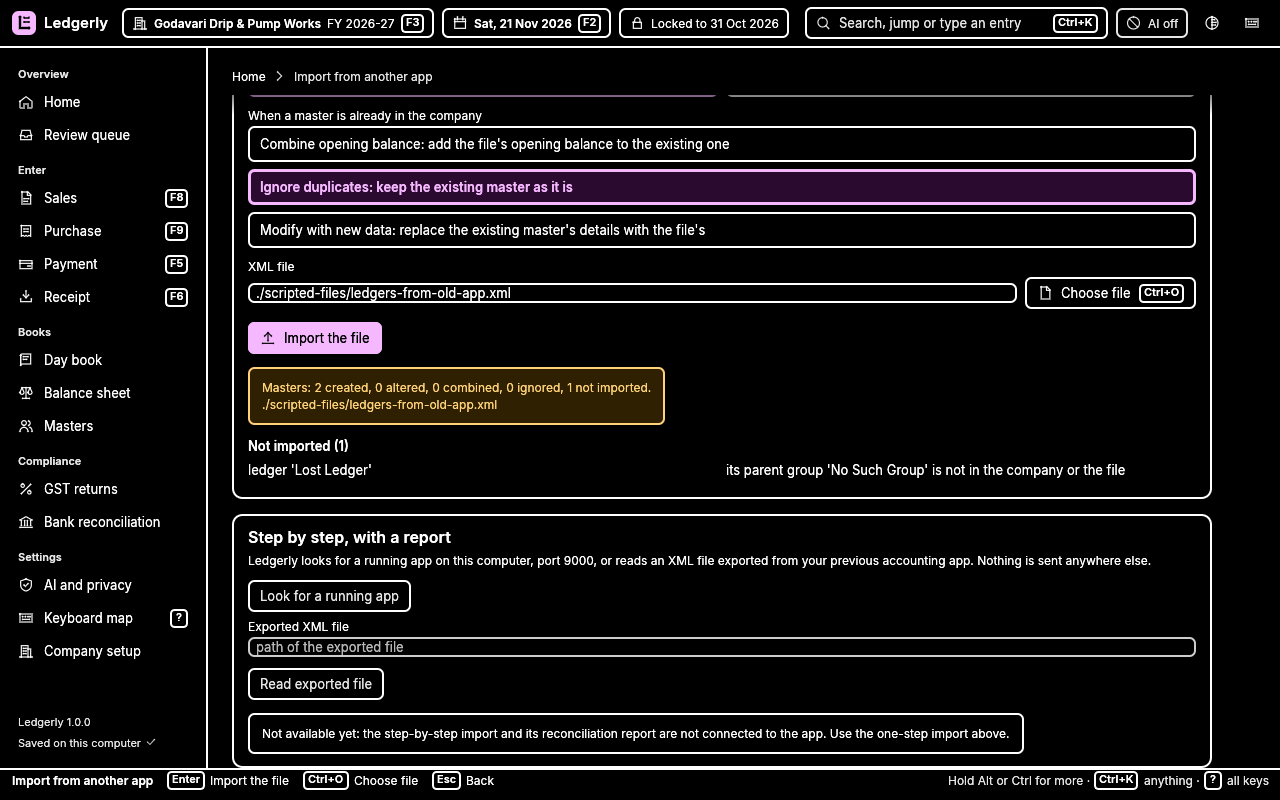 Ledgerly
Godavari Drip & Pump Works FY 2026-27 F3
Sat, 21 Nov 2026 F2
Locked to 31 Oct 2026
Search, jump or type an entry Ctrl+K
AI off
Overview
Home
Review queue
Enter
Sales F8
Purchase F9
Payment F5
Receipt F6
Books
Day book
Balance sheet
Masters
Compliance
GST returns
Bank reconciliation
Settings
AI and privacy
Keyboard map ?
Company setup
Ledgerly 1.0.0
Saved on this computer
Home > Import from another app
When a master is already in the company
Combine opening balance: add the file's opening balance to the existing one
Ignore duplicates: keep the existing master as it is
Modify with new data: replace the existing master's details with the file's
XML file
./scripted-files/ledgers-from-old-app.xml
Choose file Ctrl+O
Import the file
Masters: 2 created, 0 altered, 0 combined, 0 ignored, 1 not imported.
./scripted-files/ledgers-from-old-app.xml
Not imported (1)
ledger 'Lost Ledger' its parent group 'No Such Group' is not in the company or the file
Step by step, with a report
Ledgerly looks for a running app on this computer, port 9000, or reads an XML file exported from your previous accounting app. Nothing is sent anywhere else.
Look for a running app
Exported XML file
path of the exported file
Read exported file
Not available yet: the step-by-step import and its reconciliation report are not connected to the app. Use the one-step import above.
Import from another app Enter Import the file Ctrl+O Choose file Esc Back
Hold Alt or Ctrl for more · Ctrl+K anything · ? all keys